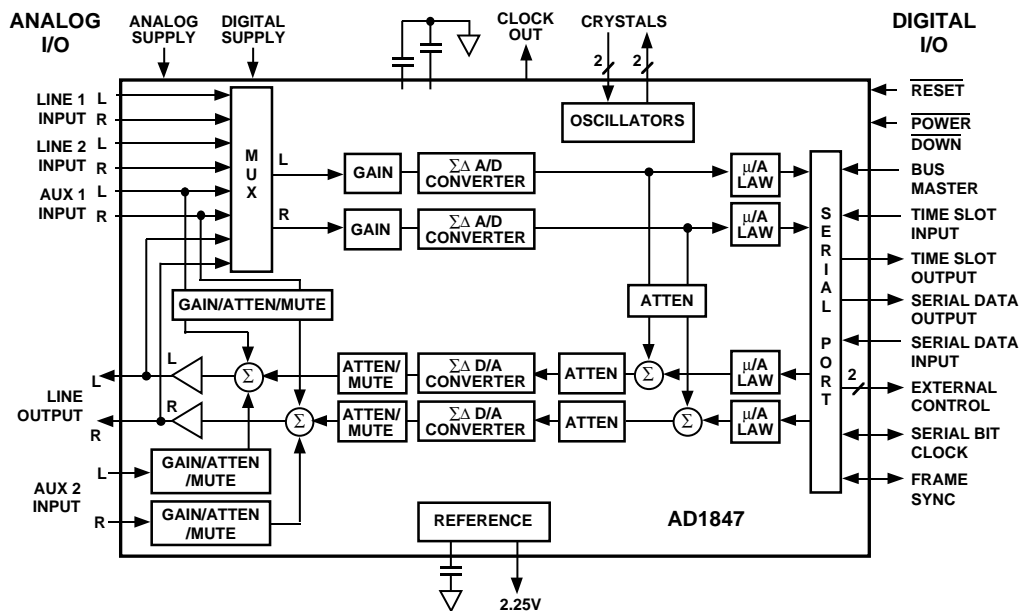 ANALOG
I/O
ANALOG
SUPPLY
DIGITAL
SUPPLY
CLOCK
OUT
CRYSTALS
DIGITAL
I/O
2
2
OSCILLATORS
LINE 1
INPUT
L
R
LINE 2
INPUT
L
R
AUX 1
INPUT
L
R
MUX
L
R
GAIN
ΣΔ A/D
CONVERTER
μ/A
LAW
GAIN
ΣΔ A/D
CONVERTER
μ/A
LAW
SERIAL PORT
RESET
POWER
DOWN
BUS
MASTER
TIME SLOT
INPUT
TIME SLOT
OUTPUT
SERIAL DATA
OUTPUT
SERIAL DATA
INPUT
2
EXTERNAL
CONTROL
SERIAL BIT
CLOCK
FRAME
SYNC
GAIN/ATTEN/MUTE
ATTEN
L
L
Σ
ATTEN/
MUTE
ΣΔ D/A
CONVERTER
ATTEN
Σ
μ/A
LAW
LINE
OUTPUT
R
R
Σ
ATTEN/
MUTE
ΣΔ D/A
CONVERTER
ATTEN
Σ
μ/A
LAW
AUX 2
INPUT
L
GAIN/ATTEN
/MUTE
R
GAIN/ATTEN
/MUTE
REFERENCE
AD1847
2.25V